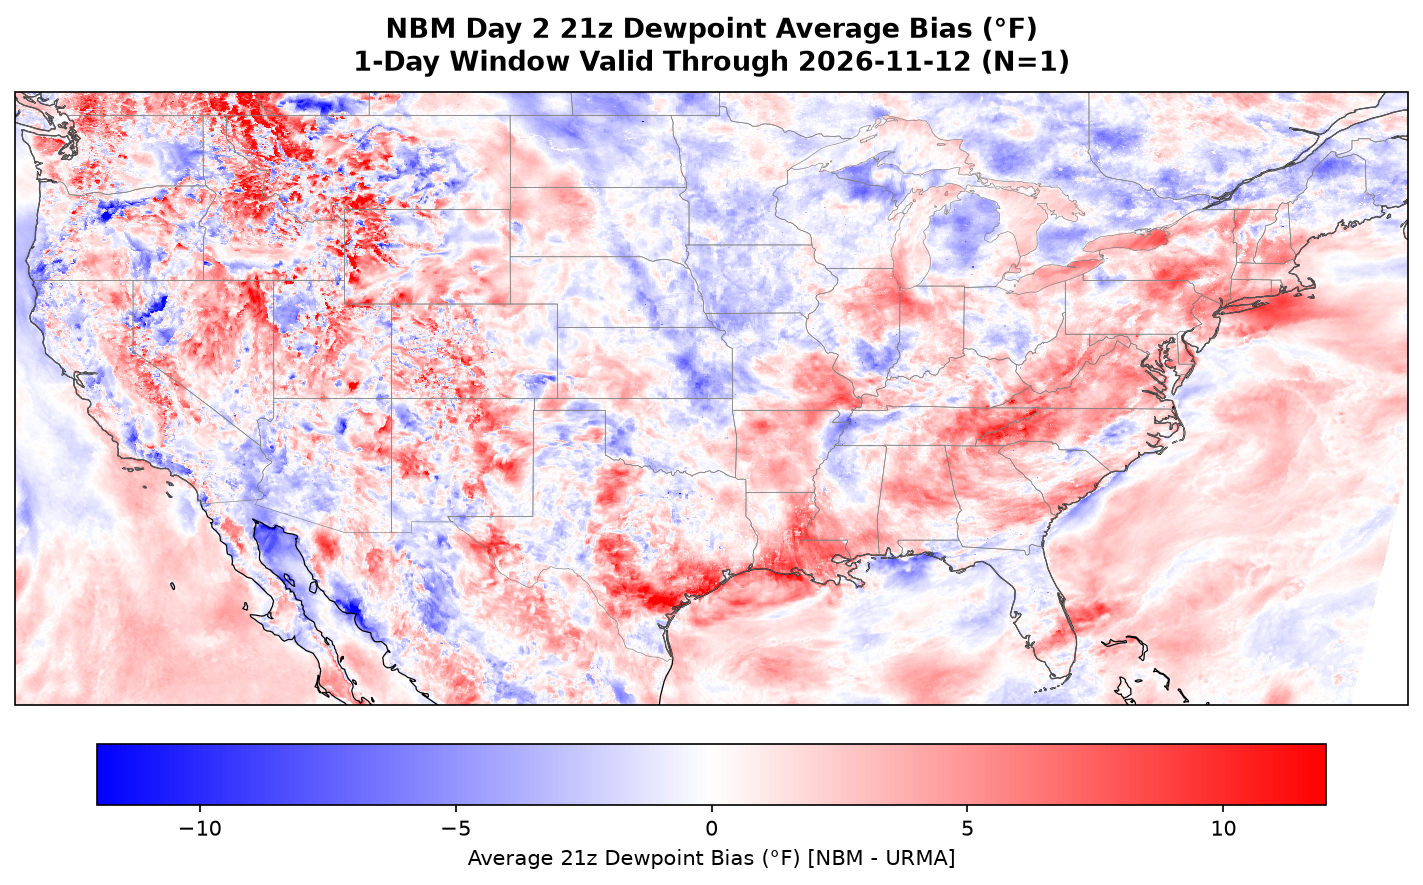 NBM Day 2 21z Dewpoint Average Bias (°F)
1-Day Window Valid Through 2026-11-12 (N=1)
−10 −5 0 5 10
Average 21z Dewpoint Bias (°F) [NBM - URMA]